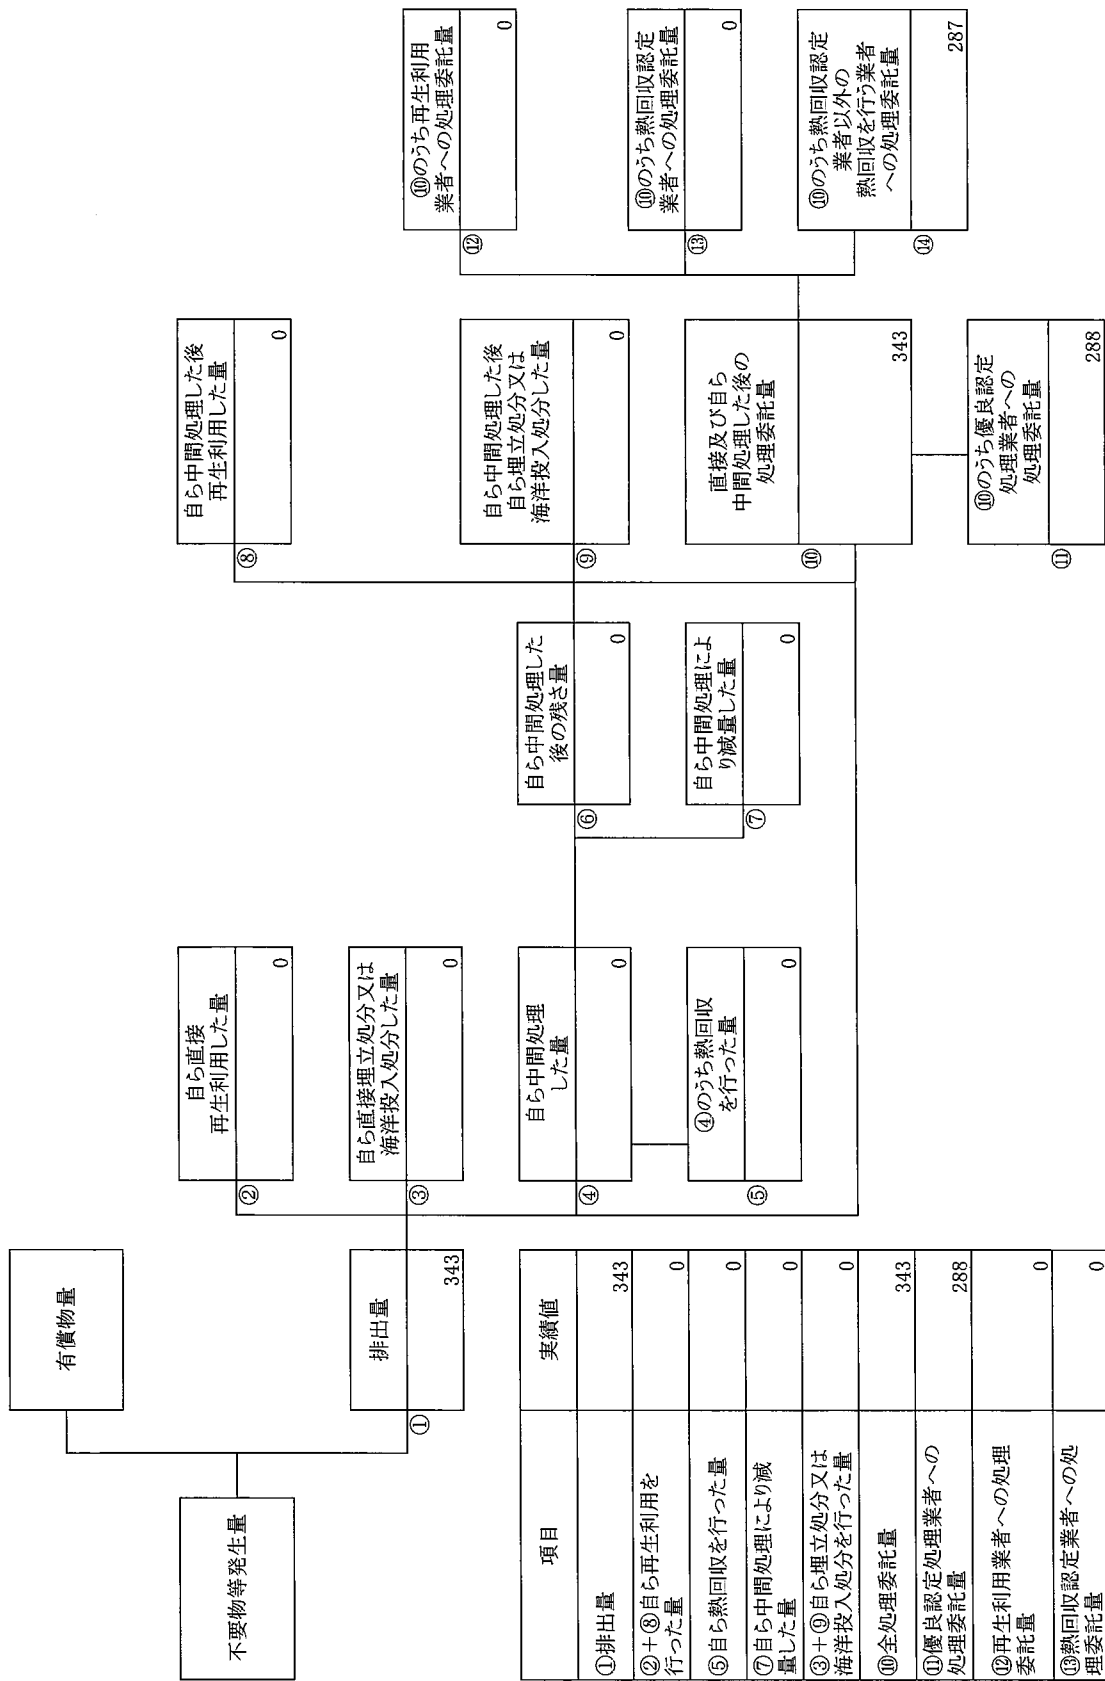 不要物等発生量
有償物量
①
排出量
343
②
自ら直接
再生利用した量
0
③
自ら直接埋立処分又は
海洋投入処分した量
0
④
自ら中間処理
した量
0
⑤
④のうち熱回収
を行った量
0
⑥
自ら中間処理した
後の残さ量
0
⑦
自ら中間処理によ
り減量した量
0
⑧
自ら中間処理した後
再生利用した量
0
⑨
自ら中間処理した後
自ら埋立処分又は
海洋投入処分した量
0
⑩
直接及び自ら
中間処理した後の
処理委託量
343
⑪
⑩のうち優良認定
処理業者への
処理委託量
288
⑫
⑩のうち再生利用
業者への処理委託量
0
⑬
⑩のうち熱回収認定
業者への処理委託量
0
⑭
⑩のうち熱回収認定
業者以外の
熱回収を行う業者
への処理委託量
287
項目 実績値
①排出量 343
②+⑧自ら再生利用を
行った量 0
⑤自ら熱回収を行った量 0
⑦自ら中間処理により減
量した量 0
③+⑨自ら埋立処分又は
海洋投入処分を行った量 0
⑩全処理委託量 343
⑪優良認定処理業者への
処理委託量 288
⑫再生利用業者への処理
委託量 0
⑬熱回収認定業者への処
理委託量 0